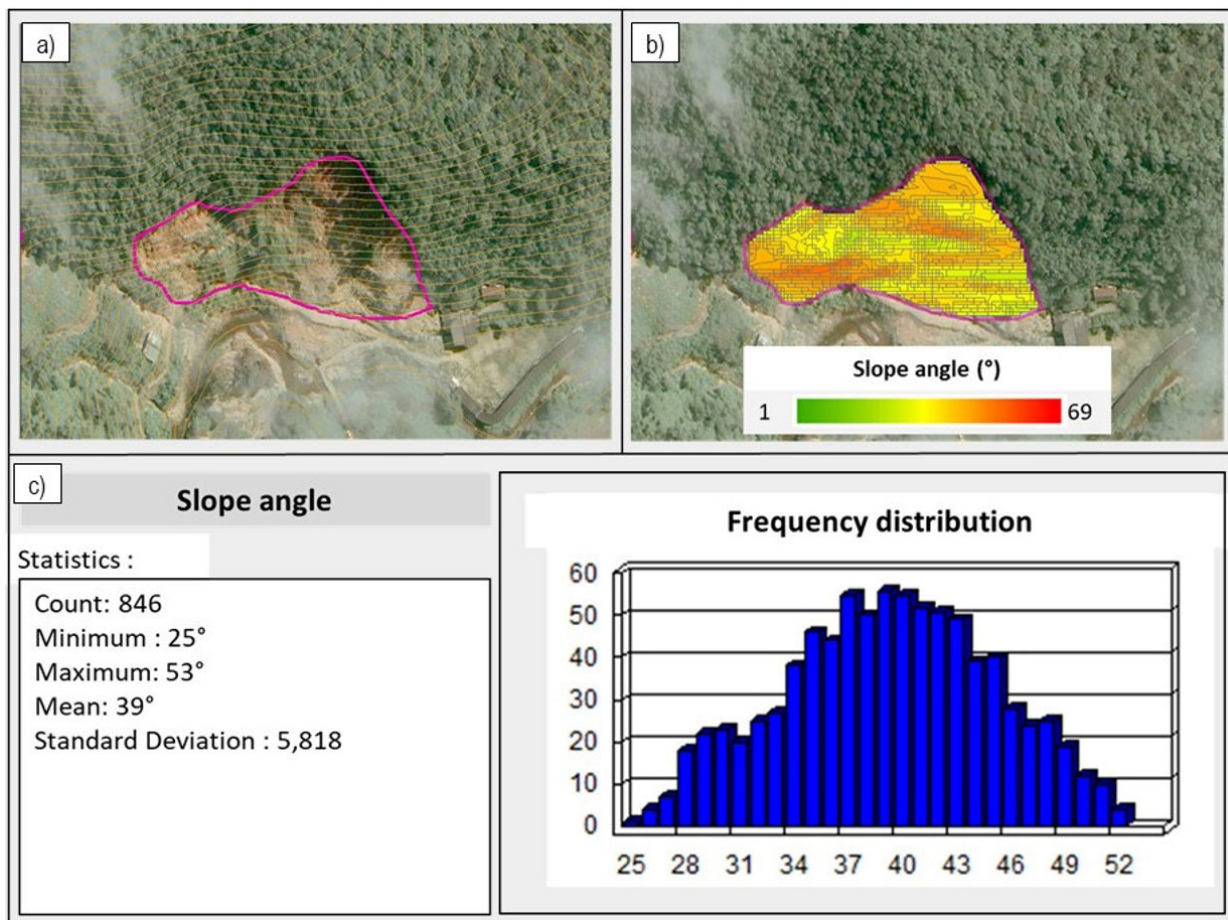 a)
b)
Slope angle (°)
1 69
c)
Slope angle
Statistics :
Count: 846
Minimum : 25°
Maximum: 53°
Mean: 39°
Standard Deviation : 5,818
Frequency distribution
60
50
40
30
20
10
0
25 28 31 34 37 40 43 46 49 52